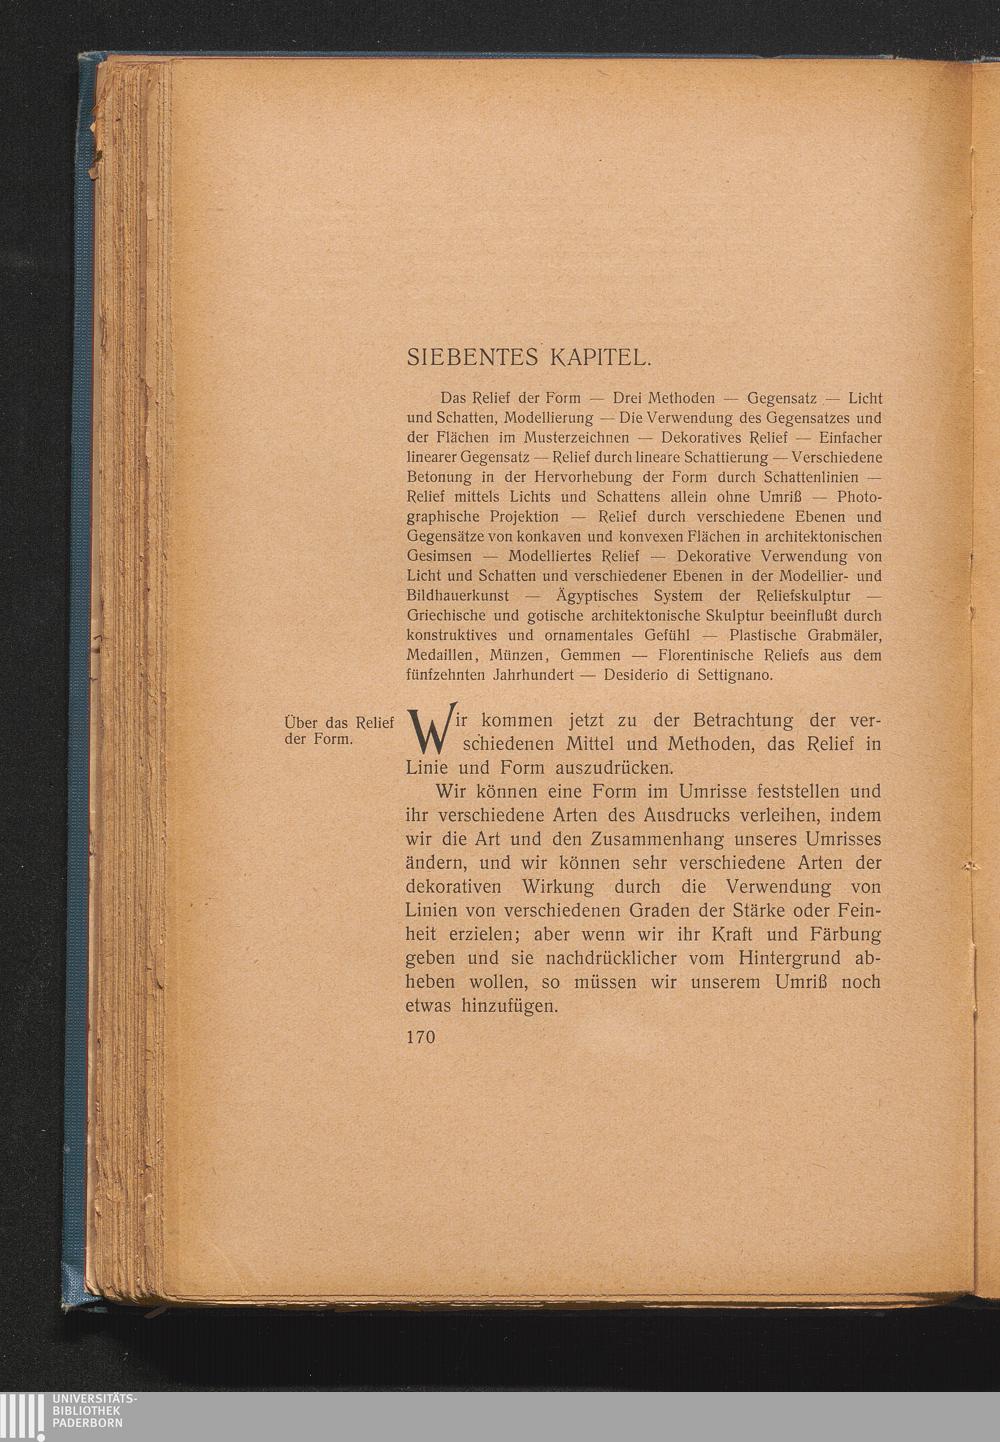 SIEBENTES KAPITEL.
Das Relief der Form — Drei Methoden — Gegensatz — Licht
und Schatten, Modellierung — Die Verwendung des Gegensatzes und
der Flächen im Musterzeichnen — Dekoratives Relief — Einfacher
linearer Gegensatz — Relief durch lineare Schattierung — Verschiedene
Betonung in der Hervorhebung der Form durch Schattenlinien —
Relief mittels Lichts und Schattens allein ohne Umriß — Photo-
graphische Projektion — Relief durch verschiedene Ebenen und
Gegensätze von konkaven und konvexen Flächen in architektonischen
Gesimsen — Modelliertes Relief — Dekorative Verwendung von
Licht und Schatten und verschiedener Ebenen in der Modellier- und
Bildhauerkunst — Ägyptisches System der Reliefskulptur —
Griechische und gotische architektonische Skulptur beeinflußt durch
konstruktives und ornamentales Gefühl — Plastische Grabmäler,
Medaillen, Münzen, Gemmen — Florentinische Reliefs aus dem
fünfzehnten Jahrhundert — Desiderio di Settignano.
Über das Relief
der Form.
Wir kommen jetzt zu der Betrachtung der ver-
schiedenen Mittel und Methoden, das Relief in
Linie und Form auszudrücken.
Wir können eine Form im Umrisse feststellen und
ihr verschiedene Arten des Ausdrucks verleihen, indem
wir die Art und den Zusammenhang unseres Umrisses
ändern, und wir können sehr verschiedene Arten der
dekorativen Wirkung durch die Verwendung von
Linien von verschiedenen Graden der Stärke oder Fein-
heit erzielen; aber wenn wir ihr Kraft und Färbung
geben und sie nachdrücklicher vom Hintergrund ab-
heben wollen, so müssen wir unserem Umriß noch
etwas hinzufügen.
170
UNIVERSITÄTS-
BIBLIOTHEK
PADERBORN